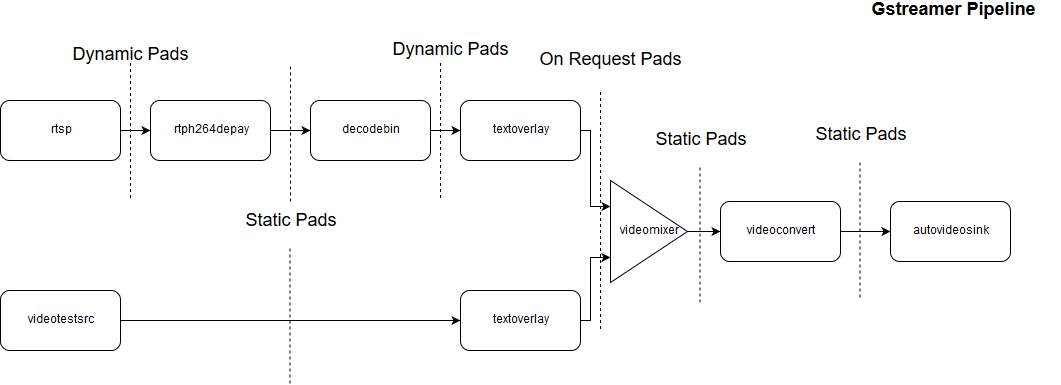 Gstreamer Pipeline
Dynamic Pads
Dynamic Pads
On Request Pads
rtsp
rtph264depay
decodebin
textoverlay
Static Pads
Static Pads
Static Pads
videomixer
videoconvert
autovideosink
videotestsrc
textoverlay